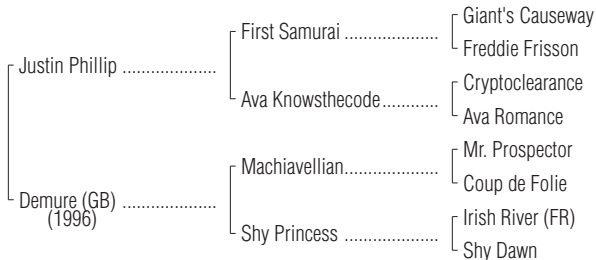 Giant's Causeway
First Samurai ....................
Freddie Frisson
Justin Phillip ....................
Cryptoclearance
Ava Knowsthecode............
Ava Romance
Mr. Prospector
Machiavellian....................
Coup de Folie
Demure (GB) ....................
(1996)
Irish River (FR)
Shy Princess ....................
Shy Dawn